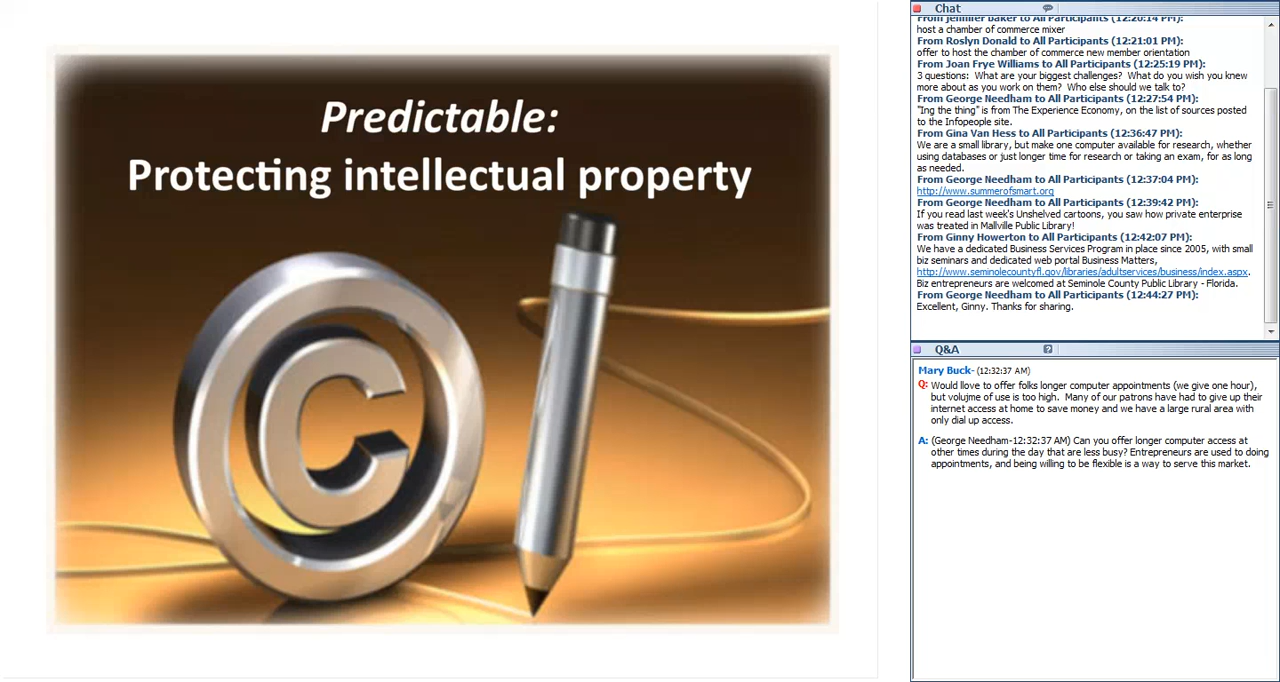 Predictable:
Protecting intellectual property
Chat
From Jennifer Baker to All Participants (12:20:14 PM):
host a chamber of commerce mixer
From Roslyn Donald to All Participants (12:21:01 PM):
offer to host the chamber of commerce new member orientation
From Joan Frye Williams to All Participants (12:25:19 PM):
3 questions:  What are your biggest challenges?  What do you wish you knew
more about as you work on them?  Who else should we talk to?
From George Needham to All Participants (12:27:54 PM):
"Ing the thing" is from The Experience Economy, on the list of sources posted
to the Infopeople site.
From Gina Van Hess to All Participants (12:36:47 PM):
We are a small library, but make one computer available for research, whether
using databases or just longer time for research or taking an exam, for as long
as needed.
From George Needham to All Participants (12:37:04 PM):
http://www.summerofsmart.org
From George Needham to All Participants (12:39:42 PM):
If you read last week's Unshelved cartoons, you saw how private enterprise
was treated in Mallville Public Library!
From Ginny Howerton to All Participants (12:42:07 PM):
We have a dedicated Business Services Program in place since 2005, with small
biz seminars and dedicated web portal Business Matters,
http://www.seminolecountyfl.gov/libraries/adultservices/business/index.aspx.
Biz entrepreneurs are welcomed at Seminole County Public Library - Florida.
From George Needham to All Participants (12:44:27 PM):
Excellent, Ginny. Thanks for sharing.
Q&A
Mary Buck- (12:32:37 AM)
Q: Would llove to offer folks longer computer appointments (we give one hour),
but volujme of use is too high.  Many of our patrons have had to give up their
internet access at home to save money and we have a large rural area with
only dial up access.
A: (George Needham-12:32:37 AM) Can you offer longer computer access at
other times during the day that are less busy? Entrepreneurs are used to doing
appointments, and being willing to be flexible is a way to serve this market.